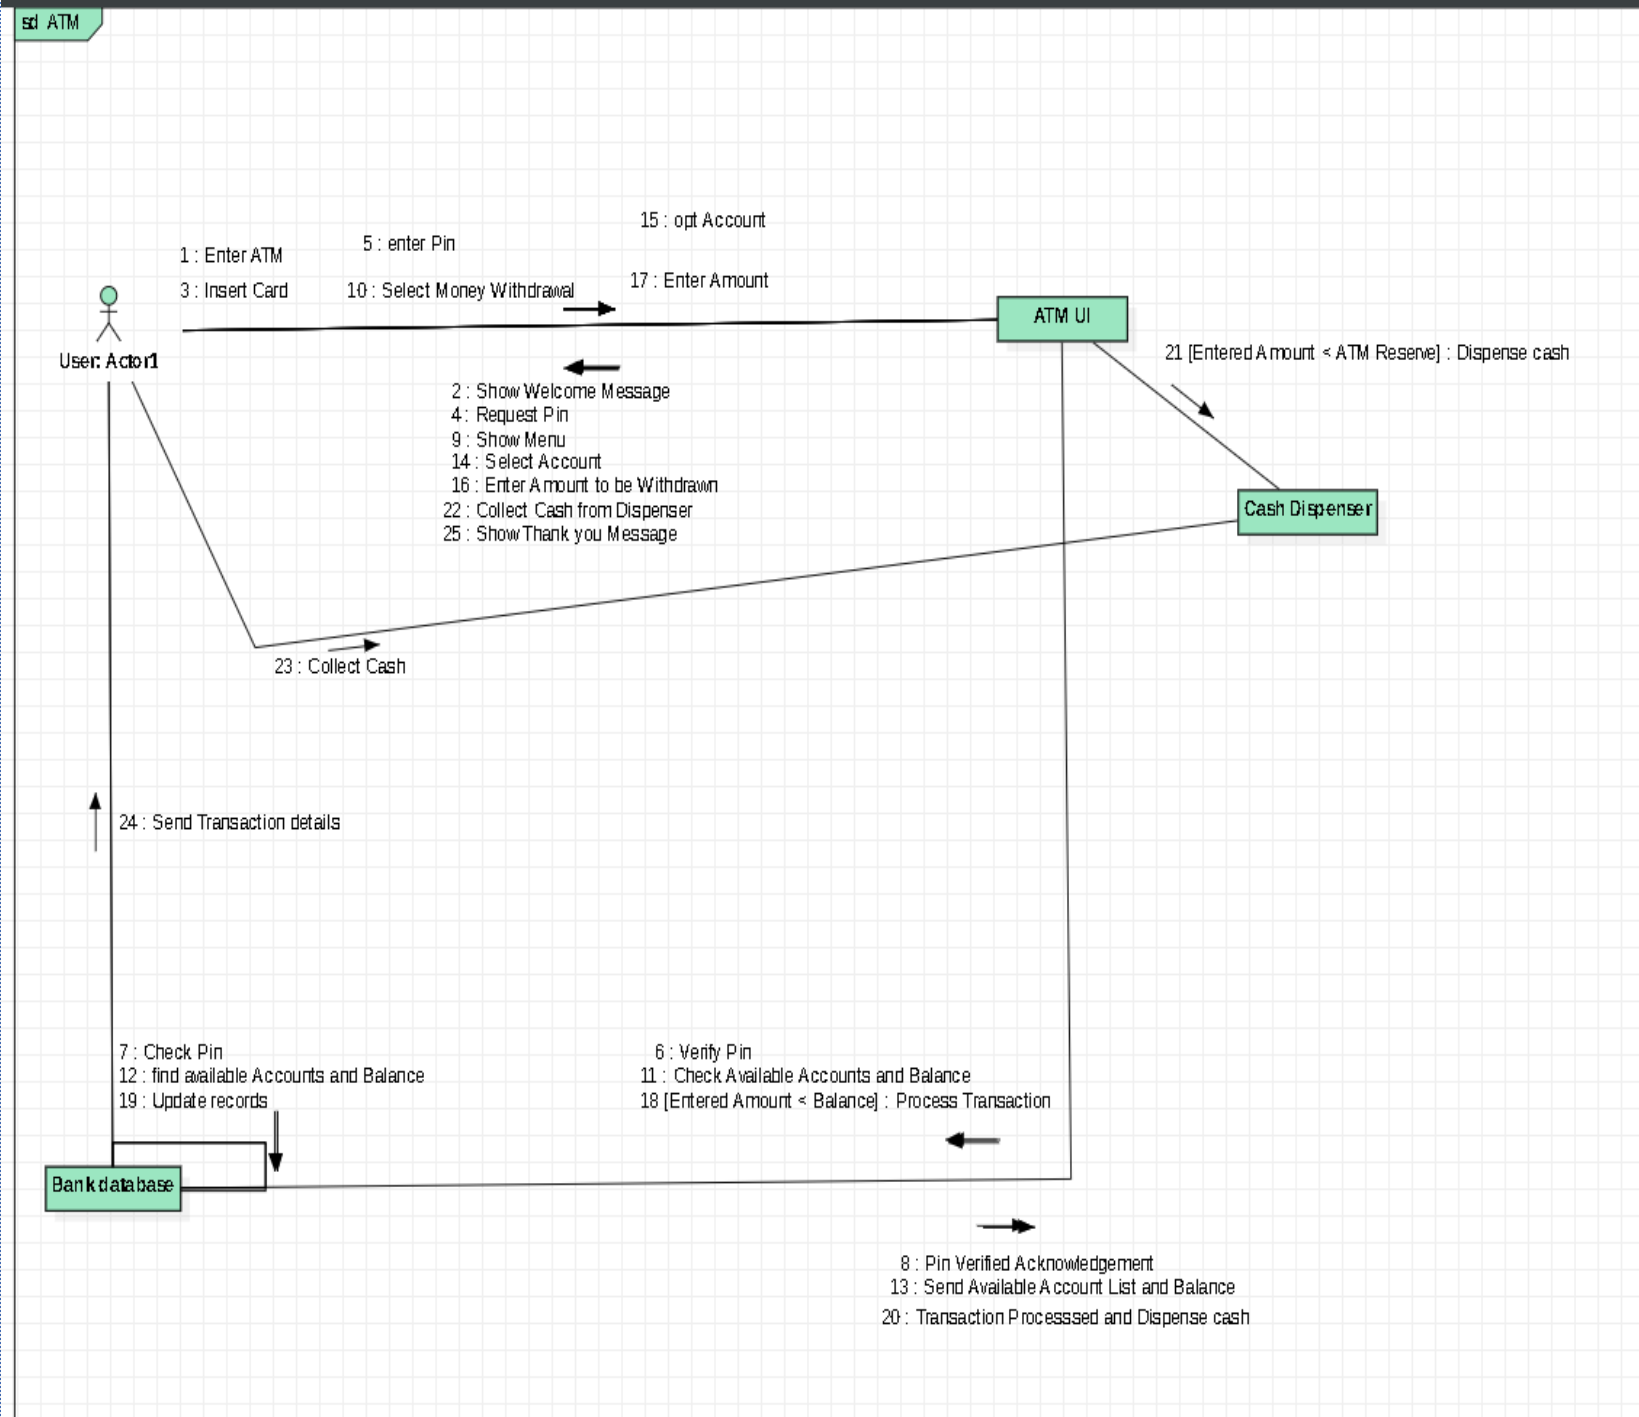 sd ATM
15 : opt Account
5 : enter Pin
1 : Enter ATM
17 : Enter Amount
3 : Insert Card
10 : Select Money Withdrawal
ATM UI
User: Actor1
21 [Entered Amount < ATM Reserve] : Dispense cash
2 : Show Welcome Message
4 : Request Pin
9 : Show Menu
14 : Select Account
16 : Enter Amount to be Withdrawn
22 : Collect Cash from Dispenser
25 : Show Thank you Message
Cash Dispenser
23 : Collect Cash
24 : Send Transaction details
7 : Check Pin
12 : find available Accounts and Balance
19 : Update records
6 : Verify Pin
11 : Check Available Accounts and Balance
18 [Entered Amount < Balance] : Process Transaction
Bank database
8 : Pin Verified Acknowledgement
13 : Send Available Account List and Balance
20 : Transaction Processsed and Dispense cash